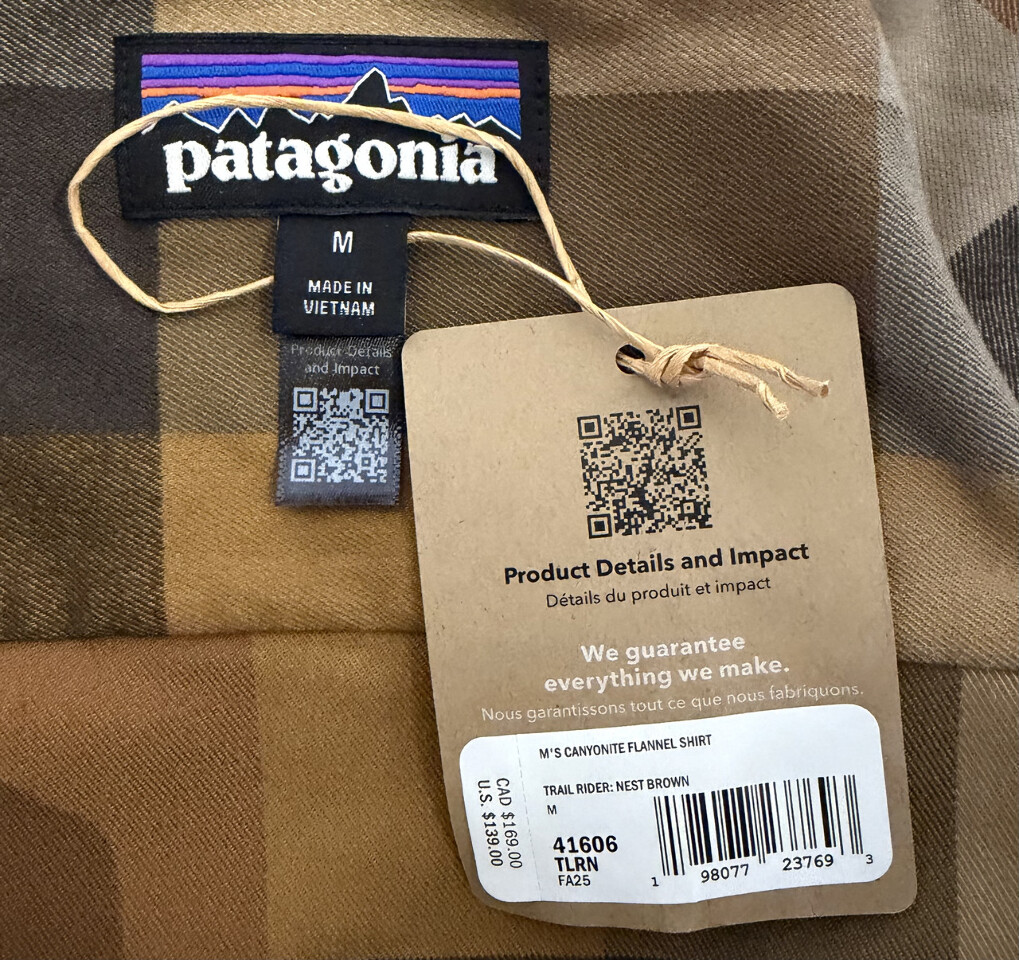 patagonia
M
MADE IN
VIETNAM
Product Details
and Impact
Product Details and Impact
Détails du produit et impact
We guarantee
everything we make.
Nous garantissons tout ce que nous fabriquons.
M'S CANYONITE FLANNEL SHIRT
TRAIL RIDER: NEST BROWN
M
41606
TLRN
FA25
1 98077 23769 3
CAD $169.00
U.S. $139.00